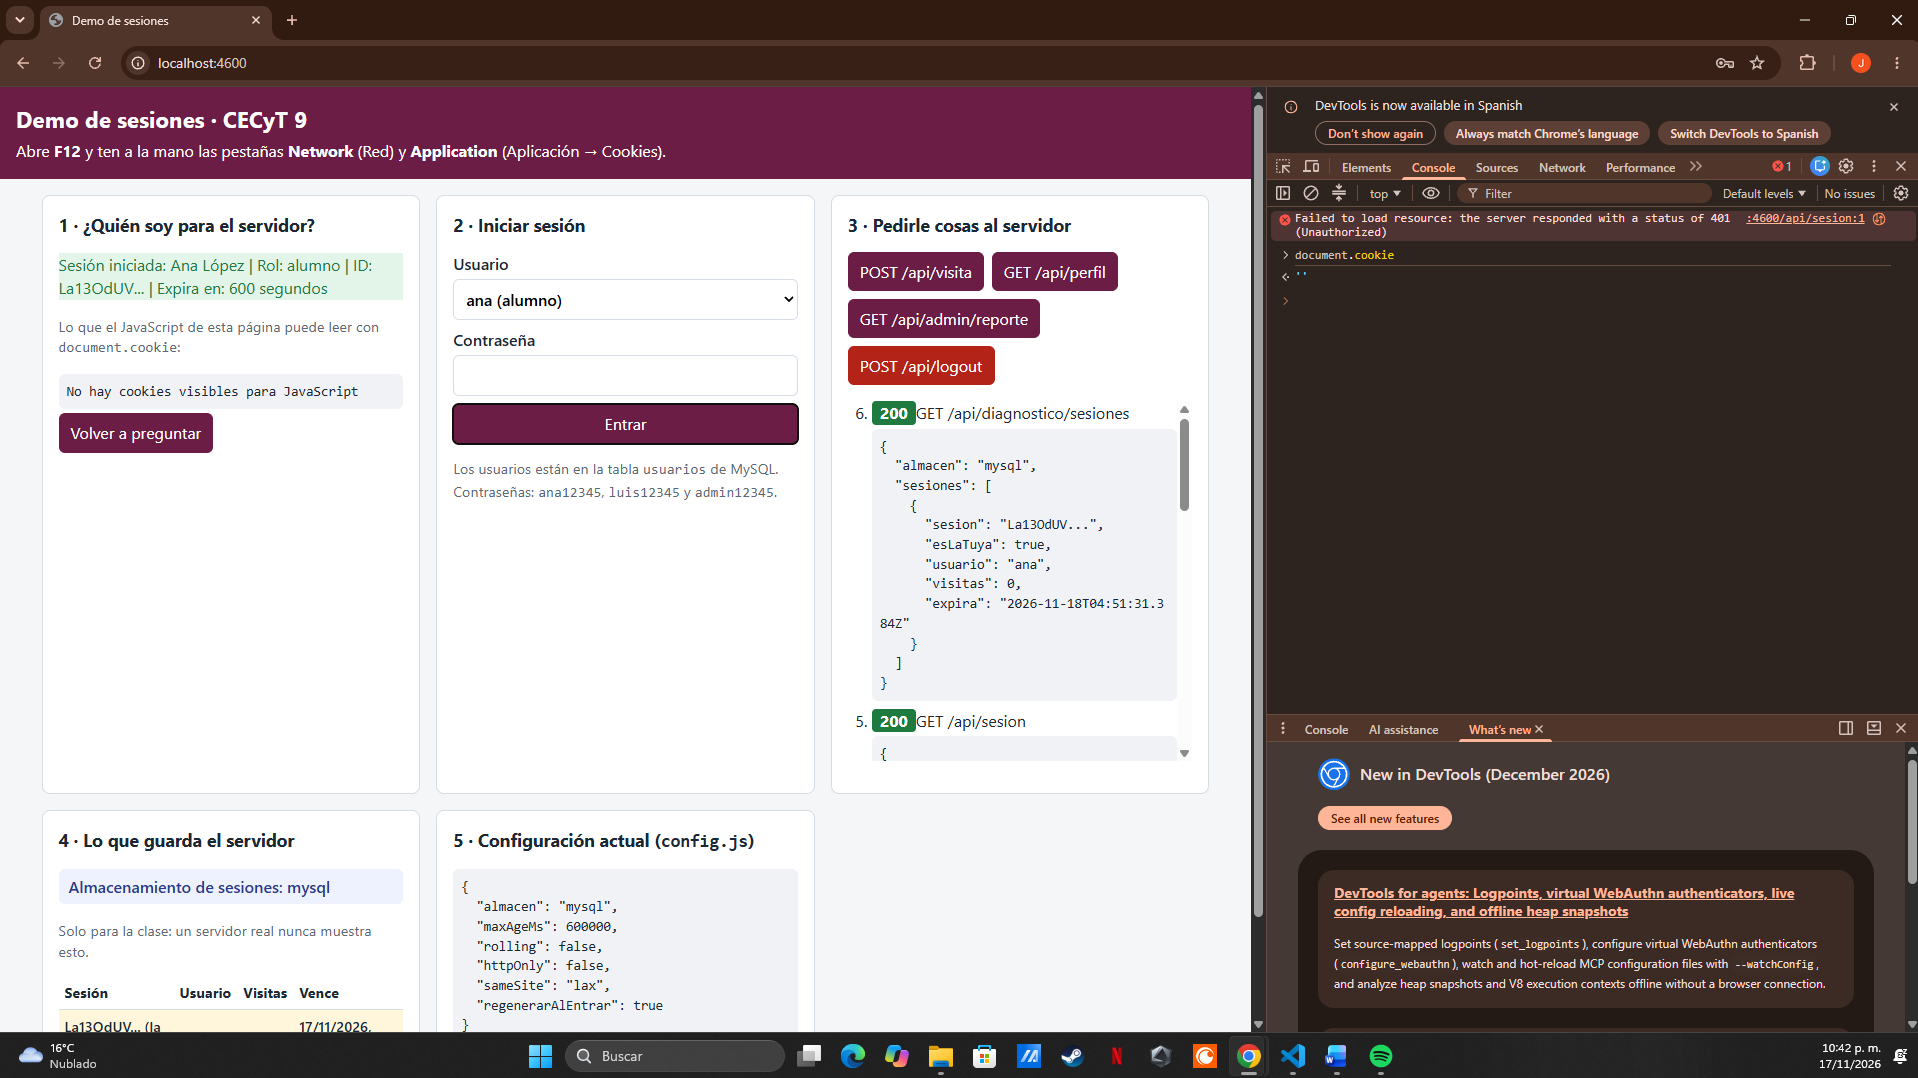 Demo de sesiones
localhost:4600
J
Demo de sesiones · CECyT 9
Abre F12 y ten a la mano las pestañas Network (Red) y Application (Aplicación → Cookies).
1 · ¿Quién soy para el servidor?
Sesión iniciada: Ana López | Rol: alumno | ID:
La13OdUV... | Expira en: 600 segundos
Lo que el JavaScript de esta página puede leer con
document.cookie:
No hay cookies visibles para JavaScript
Volver a preguntar
2 · Iniciar sesión
Usuario
ana (alumno)
Contraseña
Entrar
Los usuarios están en la tabla usuarios de MySQL.
Contraseñas: ana12345, luis12345 y admin12345.
3 · Pedirle cosas al servidor
POST /api/visita
GET /api/perfil
GET /api/admin/reporte
POST /api/logout
6. 200 GET /api/diagnostico/sesiones
{
"almacen": "mysql",
"sesiones": [
{
"sesion": "La13OdUV...",
"esLaTuya": true,
"usuario": "ana",
"visitas": 0,
"expira": "2026-11-18T04:51:31.3
84Z"
}
]
}
5. 200 GET /api/sesion
{
4 · Lo que guarda el servidor
Almacenamiento de sesiones: mysql
Solo para la clase: un servidor real nunca muestra
esto.
Sesión Usuario Visitas Vence
La13OdUV... (la 17/11/2026,
5 · Configuración actual (config.js)
{
"almacen": "mysql",
"maxAgeMs": 600000,
"rolling": false,
"httpOnly": false,
"sameSite": "lax",
"regenerarAlEntrar": true
}
DevTools is now available in Spanish
Don't show again
Always match Chrome's language
Switch DevTools to Spanish
Elements Console Sources Network Performance 1
top Filter Default levels No issues
Failed to load resource: the server responded with a status of 401 :4600/api/sesion:1
(Unauthorized)
document.cookie
''
Console AI assistance What's new
New in DevTools (December 2026)
See all new features
DevTools for agents: Logpoints, virtual WebAuthn authenticators, live
config reloading, and offline heap snapshots
Set source-mapped logpoints ( set_logpoints ), configure virtual WebAuthn authenticators
( configure_webauthn ), watch and hot-reload MCP configuration files with --watchConfig ,
and analyze heap snapshots and V8 execution contexts offline without a browser connection.
16°C
Nublado
Buscar
10:42 p. m.
17/11/2026